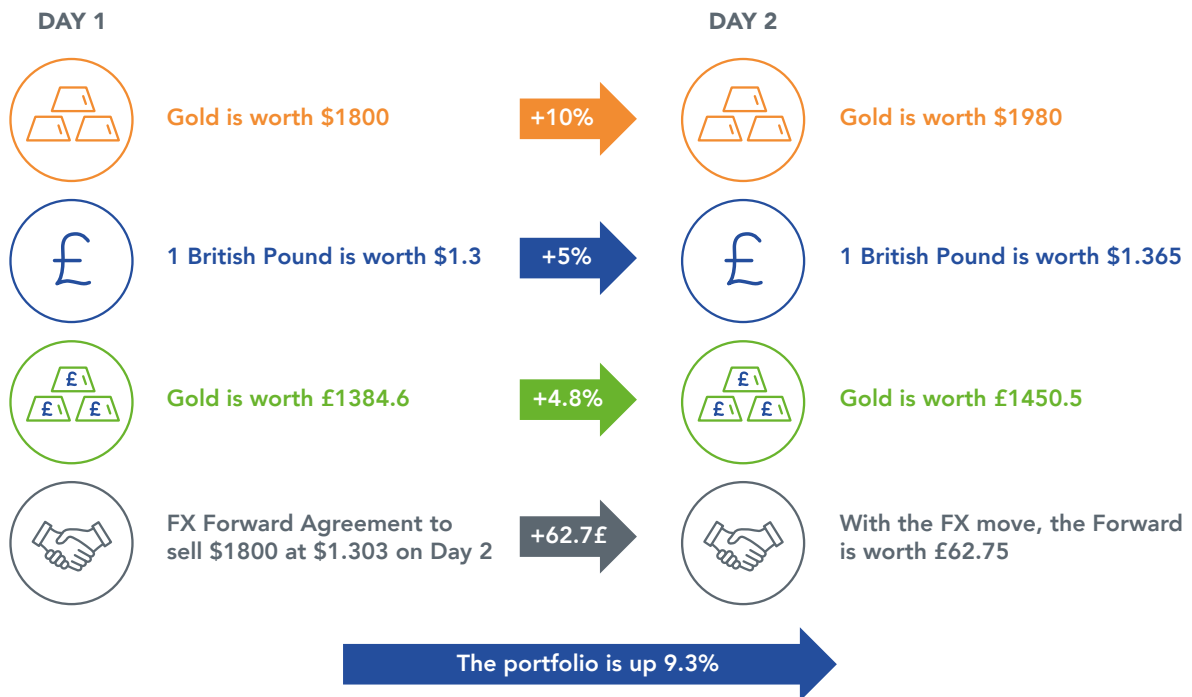 DAY 1
DAY 2
Gold is worth $1800
+10%
Gold is worth $1980
£
1 British Pound is worth $1.3
+5%
£
1 British Pound is worth $1.365
£
£ £
Gold is worth £1384.6
+4.8%
£
£ £
Gold is worth £1450.5
FX Forward Agreement to
sell $1800 at $1.303 on Day 2
+62.7£
With the FX move, the Forward
is worth £62.75
The portfolio is up 9.3%